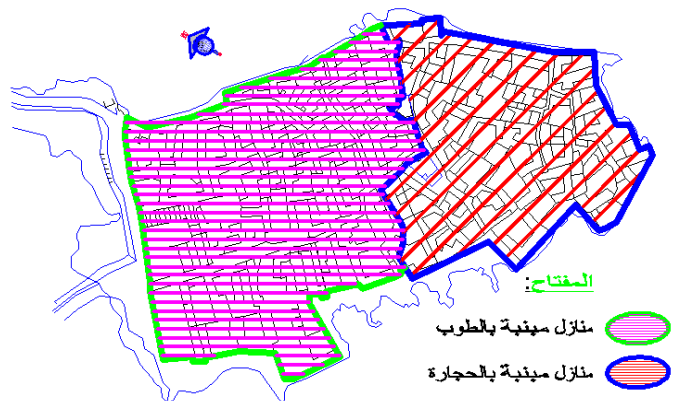 المفتاح:
منازل مبنية بالطوب
منازل مبنية بالحجارة